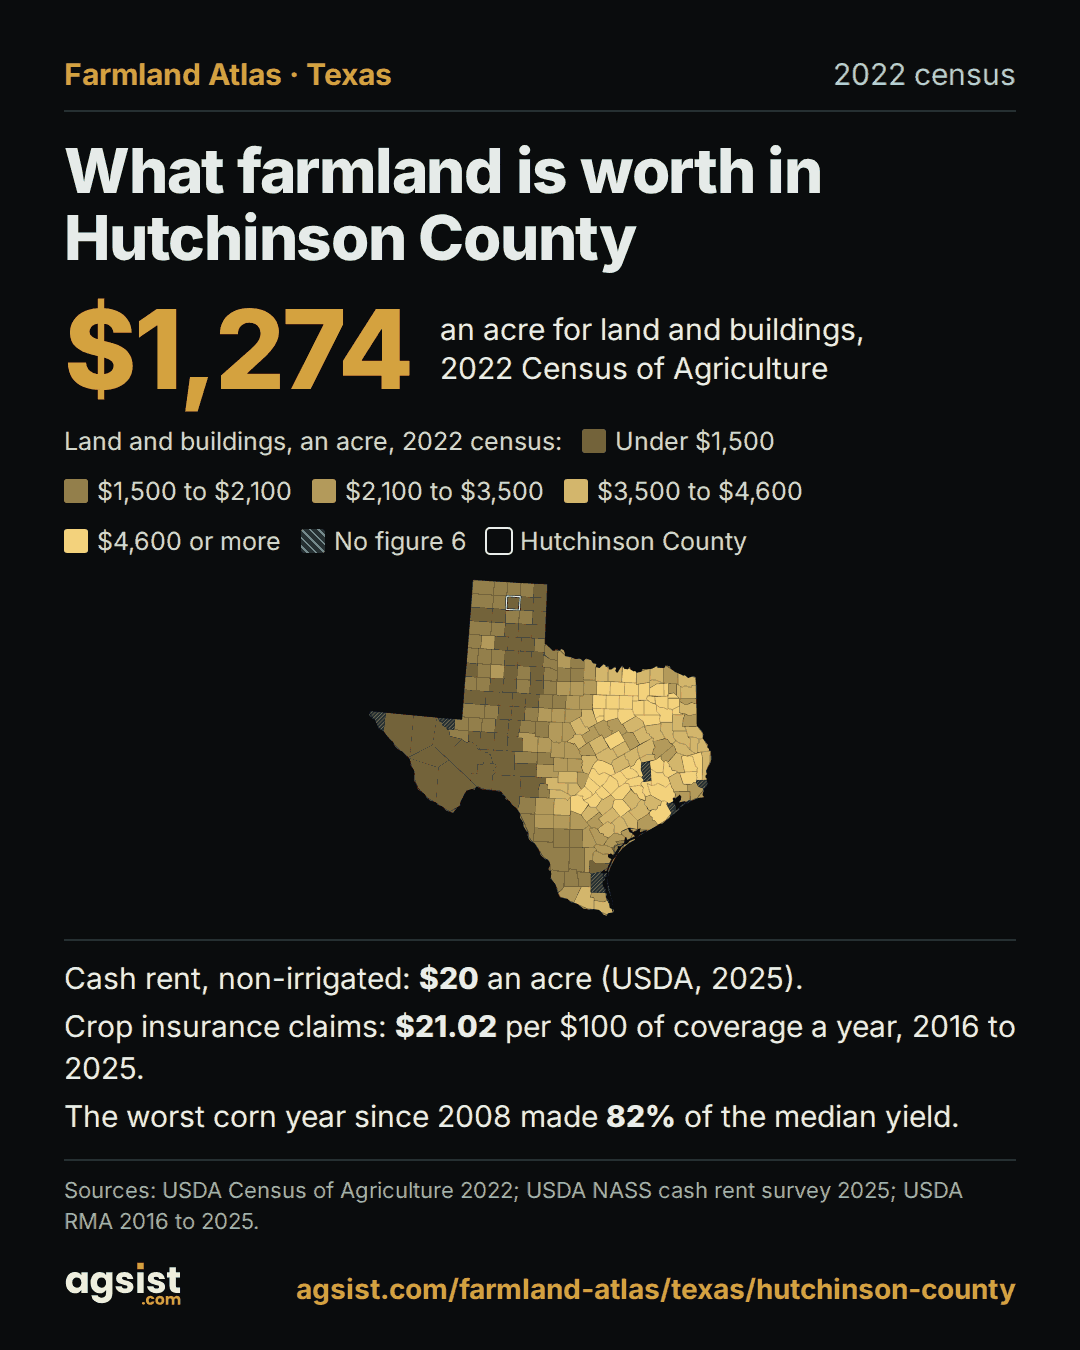 Farmland Atlas · Texas
2022 census
What farmland is worth in
Hutchinson County
$1,274
an acre for land and buildings,
2022 Census of Agriculture
Land and buildings, an acre, 2022 census: Under $1,500
$1,500 to $2,100 $2,100 to $3,500 $3,500 to $4,600
$4,600 or more No figure 6 Hutchinson County
Cash rent, non-irrigated: $20 an acre (USDA, 2025).
Crop insurance claims: $21.02 per $100 of coverage a year, 2016 to
2025.
The worst corn year since 2008 made 82% of the median yield.
Sources: USDA Census of Agriculture 2022; USDA NASS cash rent survey 2025; USDA
RMA 2016 to 2025.
agsist
.com
agsist.com/farmland-atlas/texas/hutchinson-county